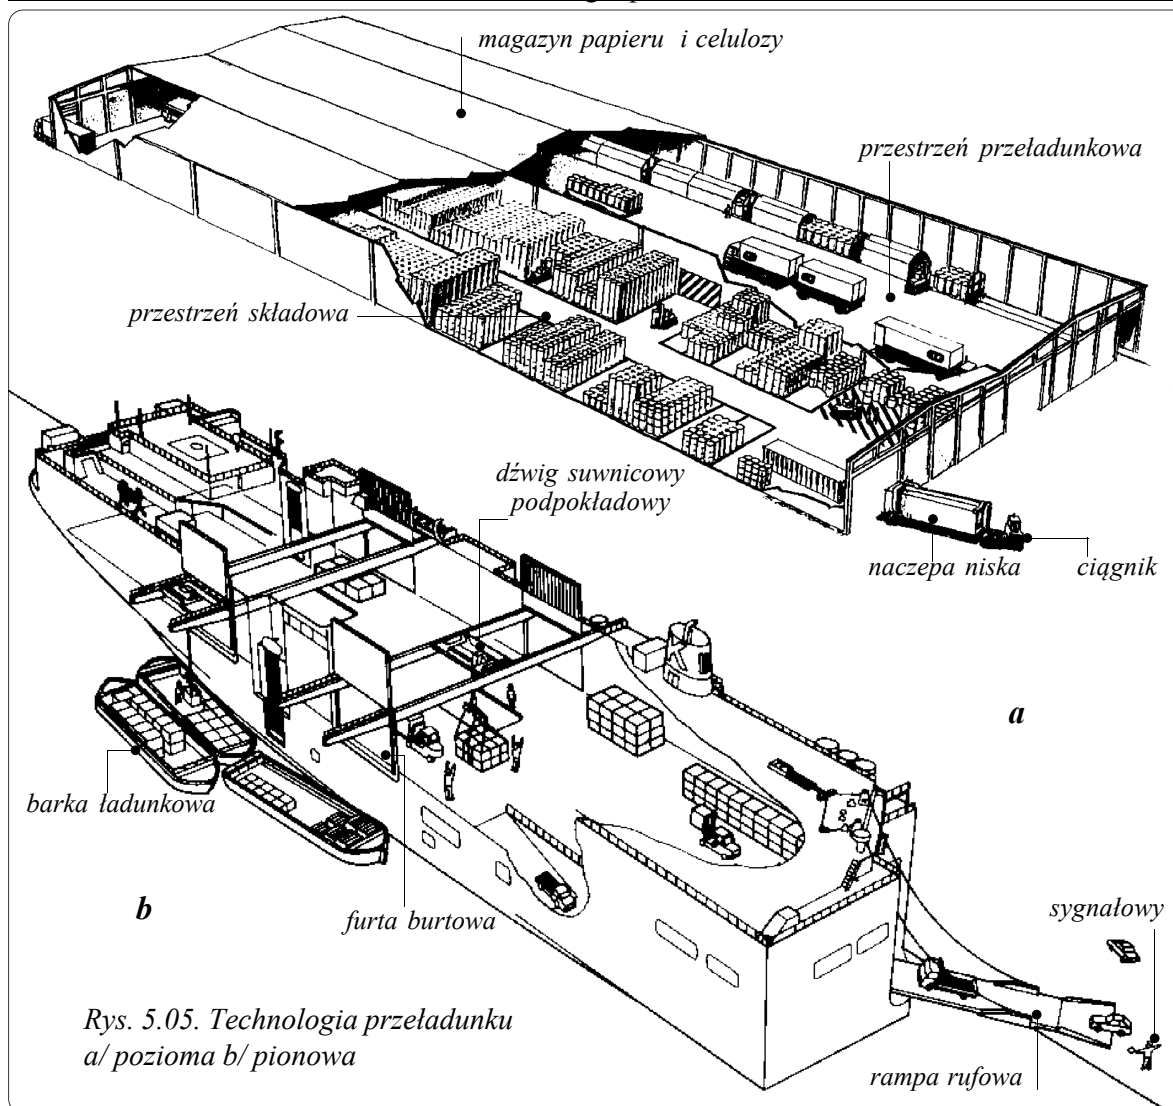 magazyn papieru i celulozy
przestrzeń przeładunkowa
przestrzeń składowa
dźwig suwnicowy
podpokładowy
naczepa niska
ciągnik
a
barka ładunkowa
b
furta burtowa
sygnałowy
Rys. 5.05. Technologia przeładunku
a/ pozioma b/ pionowa
rampa rufowa